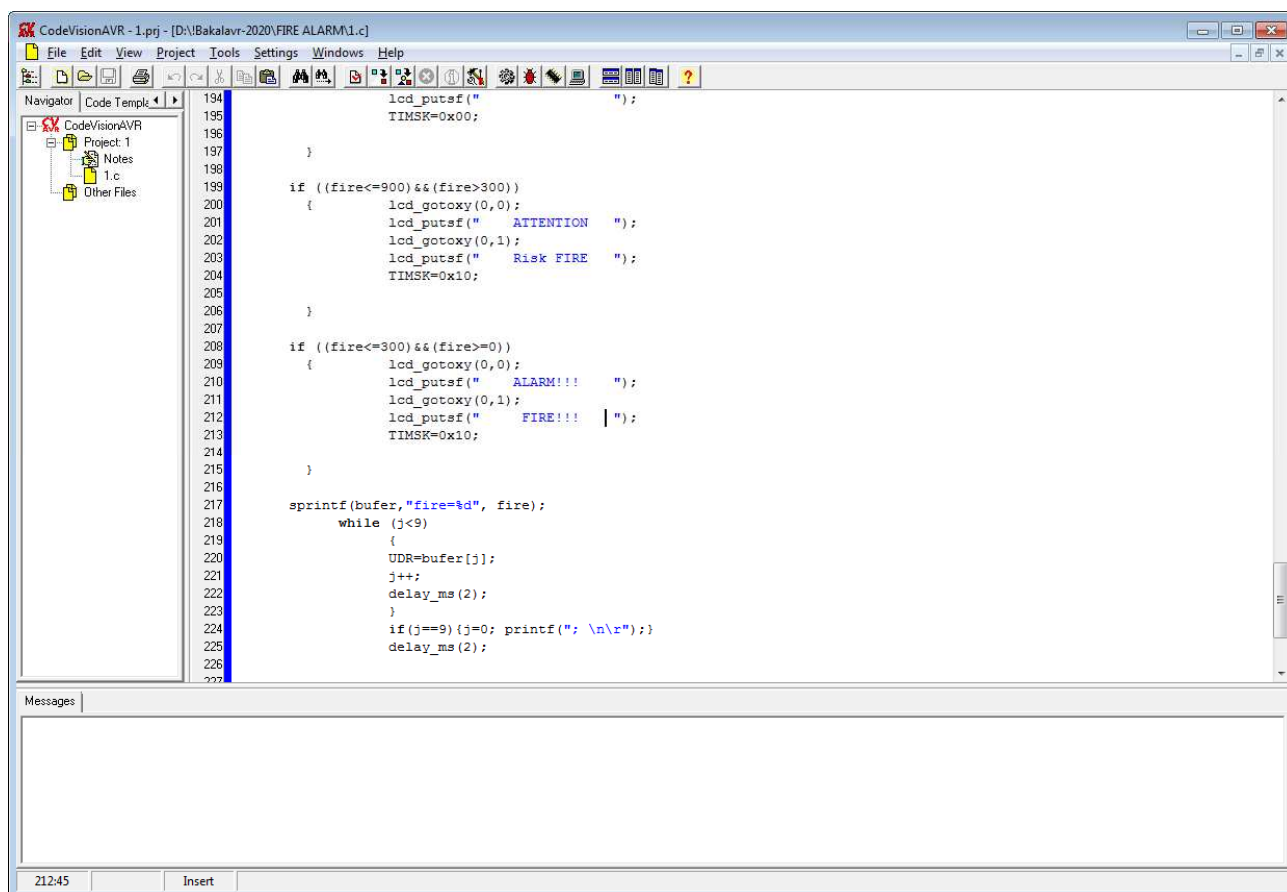 CodeVisionAVR - 1.prj - [D:\!Bakalavr-2020\FIRE ALARM\1.c]
File Edit View Project Tools Settings Windows Help
Navigator Code Templa
CodeVisionAVR
Project: 1
Notes
1.c
Other Files
194 lcd_putsf("                ");
195 TIMSK=0x00;
196
197 }
198
199 if ((fire<=900)&&(fire>300))
200 { lcd_gotoxy(0,0);
201 lcd_putsf("    ATTENTION   ");
202 lcd_gotoxy(0,1);
203 lcd_putsf("    Risk FIRE   ");
204 TIMSK=0x10;
205
206 }
207
208 if ((fire<=300)&&(fire>=0))
209 { lcd_gotoxy(0,0);
210 lcd_putsf("    ALARM!!!    ");
211 lcd_gotoxy(0,1);
212 lcd_putsf("     FIRE!!!    ");
213 TIMSK=0x10;
214
215 }
216
217 sprintf(bufer,"fire=%d", fire);
218 while (j<9)
219 {
220 UDR=bufer[j];
221 j++;
222 delay_ms(2);
223 }
224 if(j==9){j=0; printf("; \n\r");}
225 delay_ms(2);
226
227
Messages
212:45 Insert